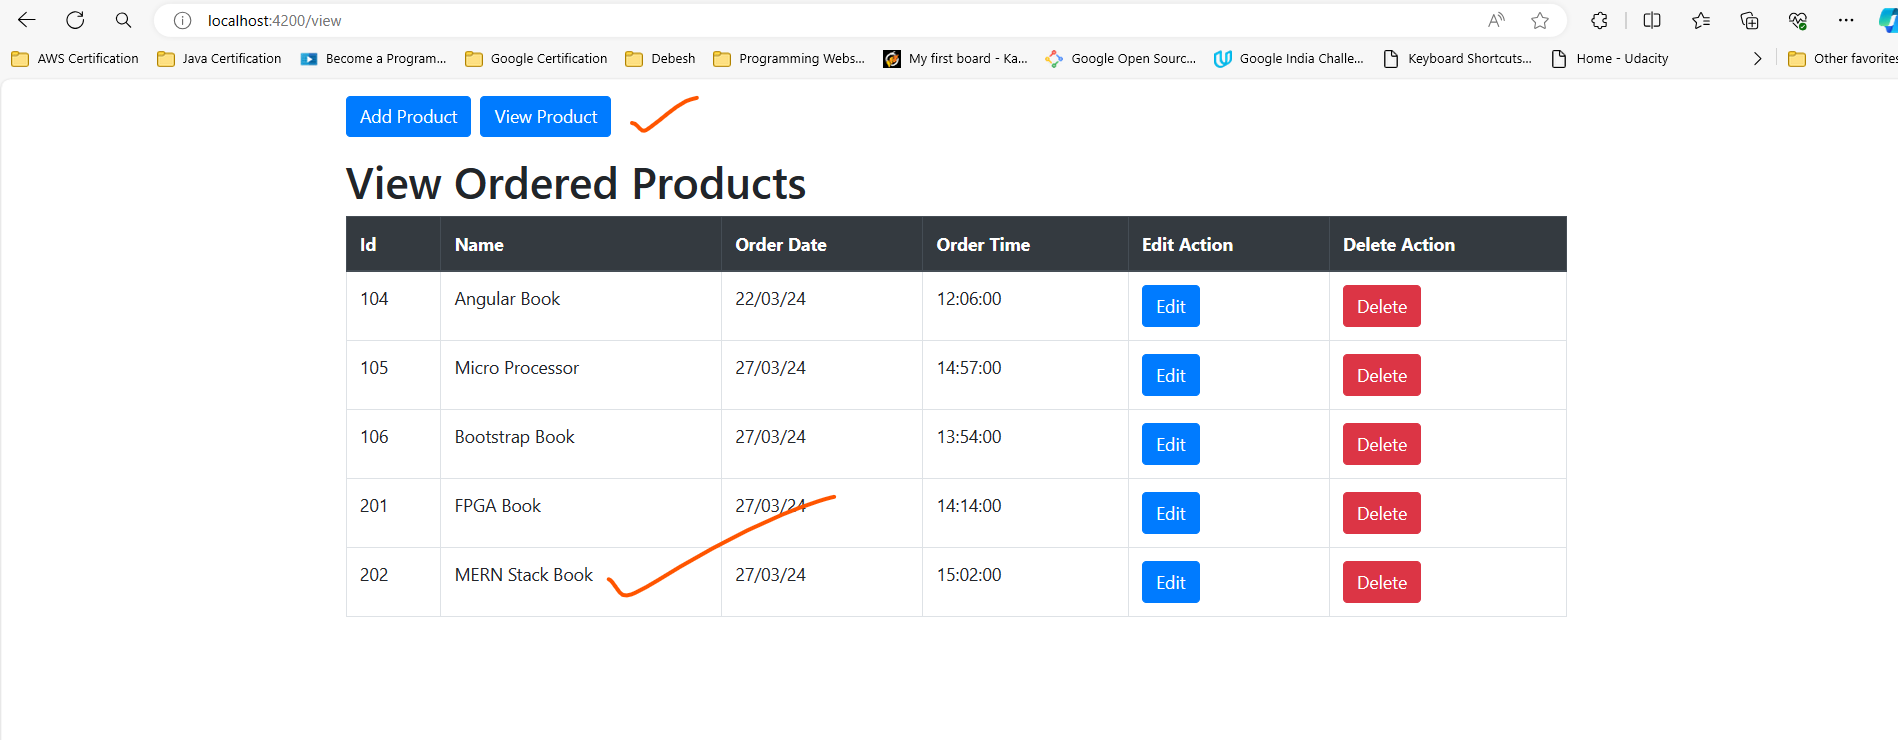 localhost:4200/view
AWS Certification Java Certification Become a Program... Google Certification Debesh Programming Webs... My first board - Ka... Google Open Sourc... Google India Challe... Keyboard Shortcuts... Home - Udacity Other favorites
Add Product View Product
View Ordered Products
Id Name Order Date Order Time Edit Action Delete Action
104 Angular Book 22/03/24 12:06:00 Edit Delete
105 Micro Processor 27/03/24 14:57:00 Edit Delete
106 Bootstrap Book 27/03/24 13:54:00 Edit Delete
201 FPGA Book 27/03/24 14:14:00 Edit Delete
202 MERN Stack Book 27/03/24 15:02:00 Edit Delete